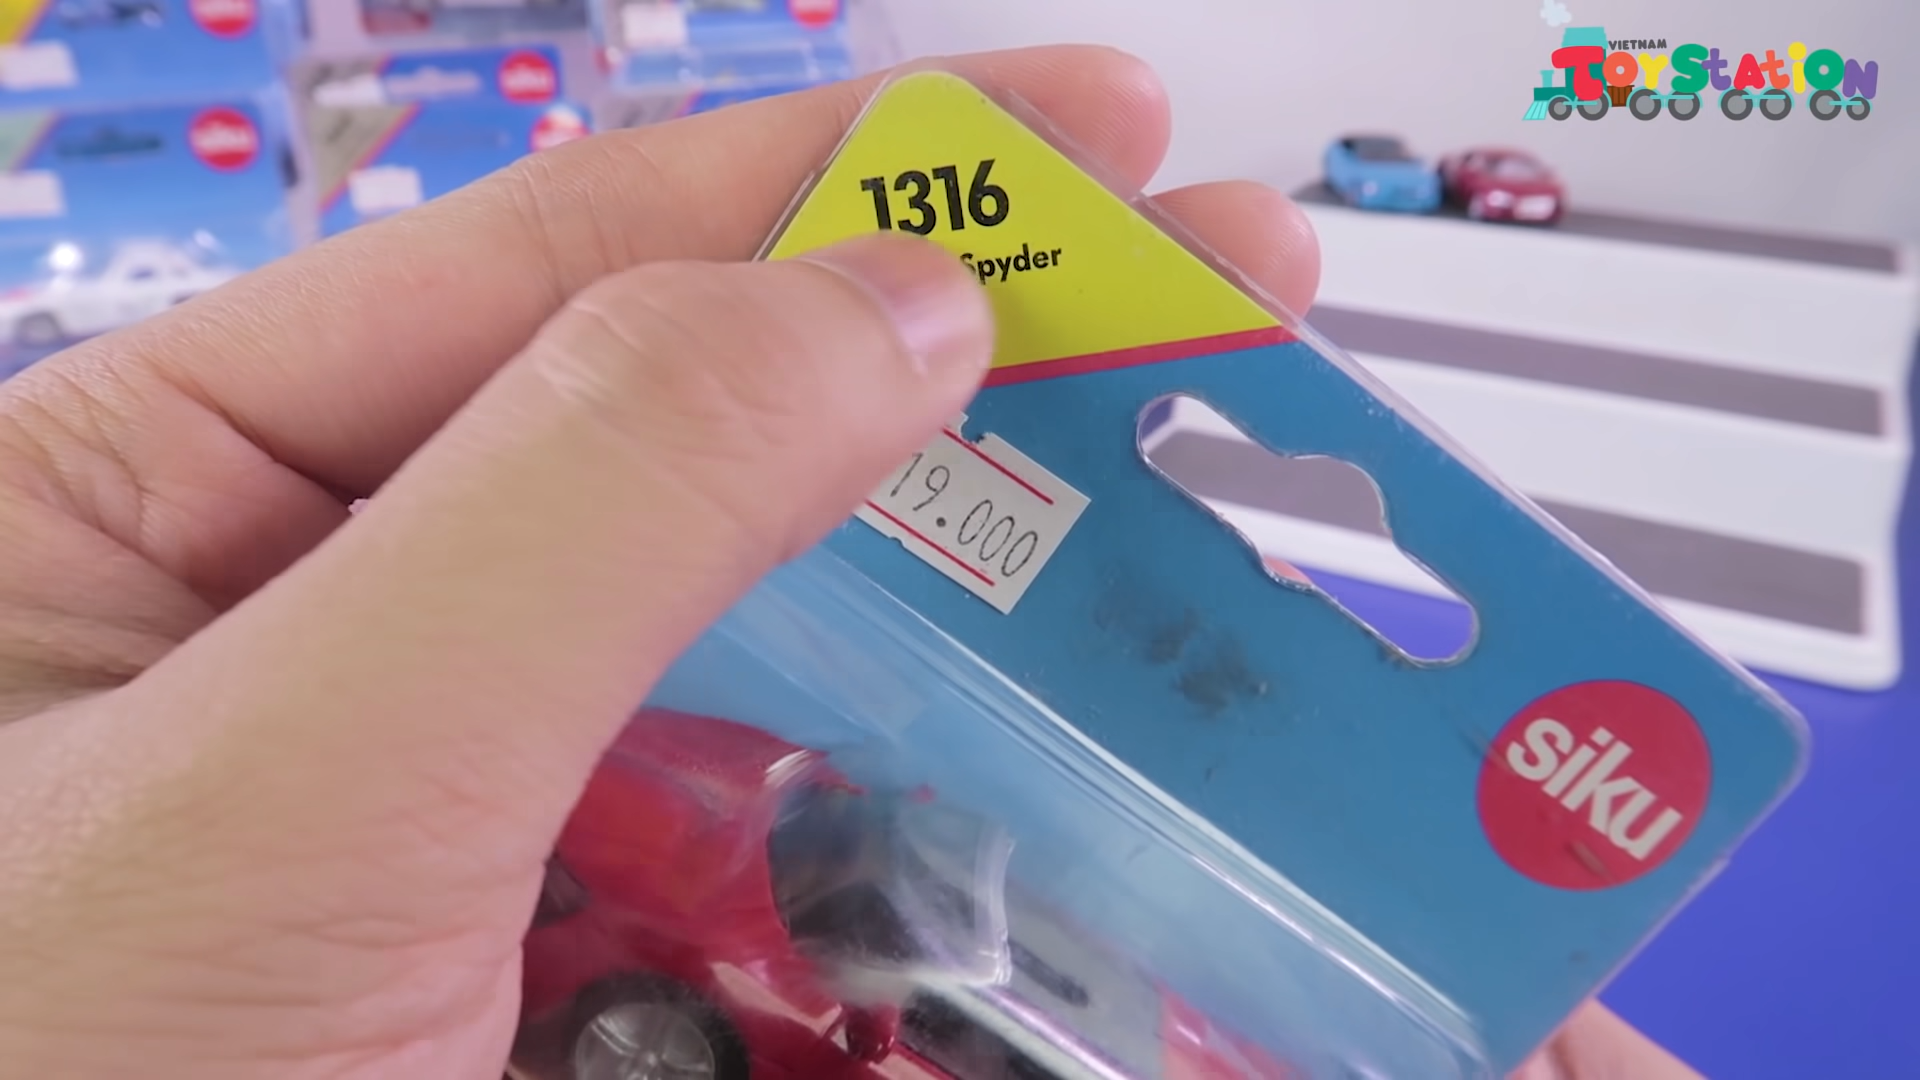 VIETNAM
ToyStation
1316
Spyder
19.000
siku
siku
siku
siku